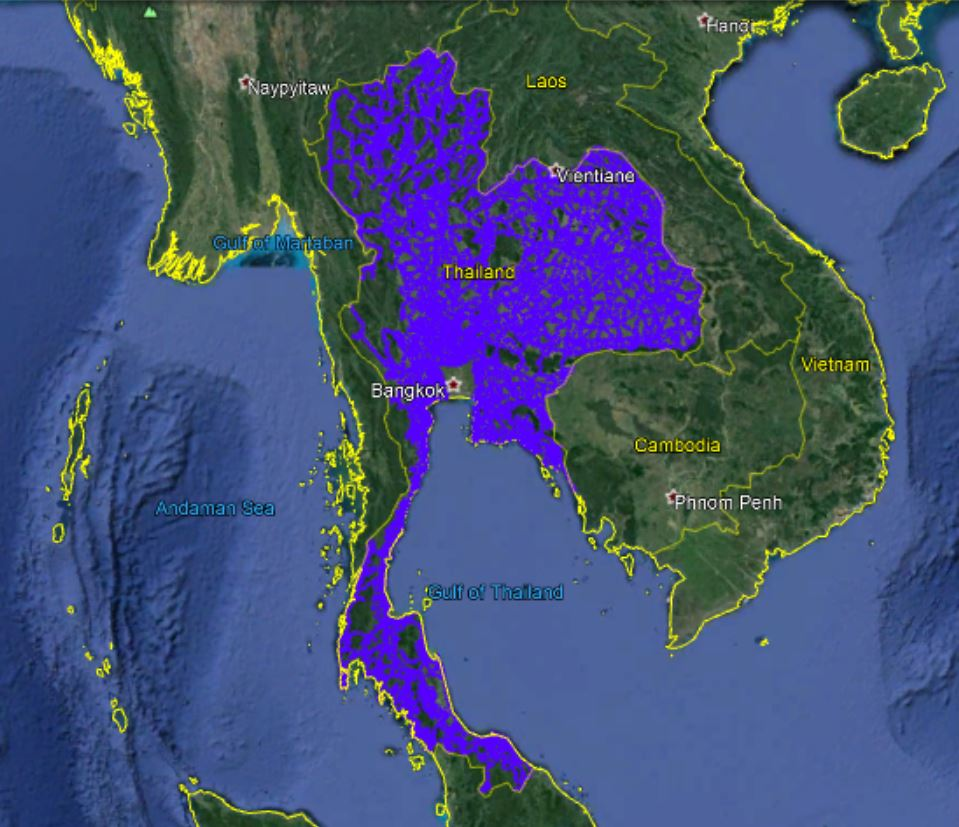 Hanoi
Laos
Naypyitaw
Vientiane
Gulf of Martaban
Thailand
Vietnam
Bangkok
Cambodia
Phnom Penh
Andaman Sea
Gulf of Thailand